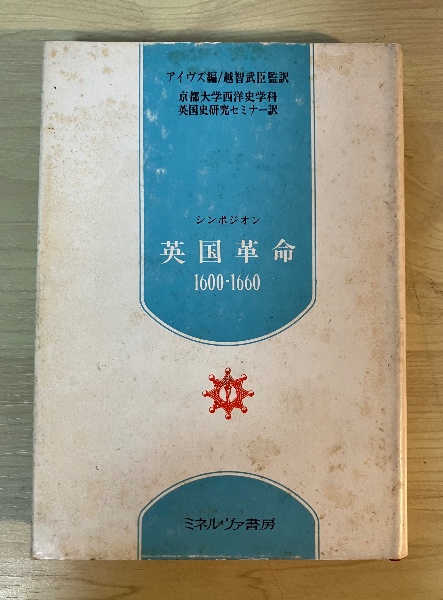 アイヴズ編/越智武臣監訳
京都大学西洋史学科
英国史研究セミナー訳
シンポジオン
英国革命
1600-1660
ミネルヴァ書房